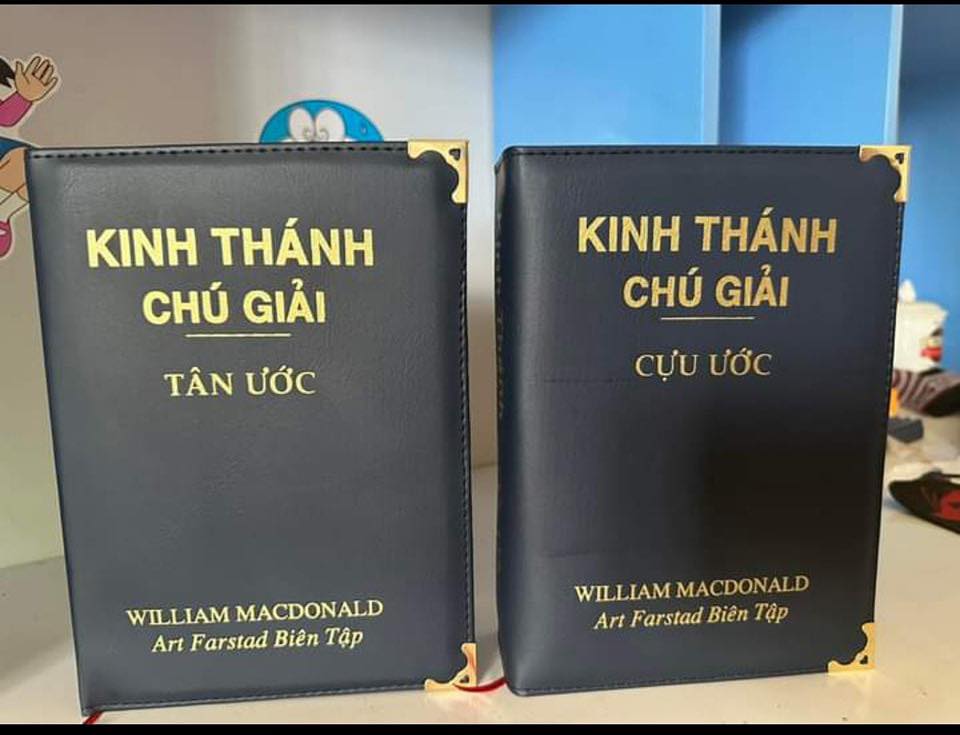 KINH THÁNH
CHÚ GIẢI
TÂN ƯỚC
WILLIAM MACDONALD
Art Farstad Biên Tập
KINH THÁNH
CHÚ GIẢI
CỰU ƯỚC
WILLIAM MACDONALD
Art Farstad Biên Tập